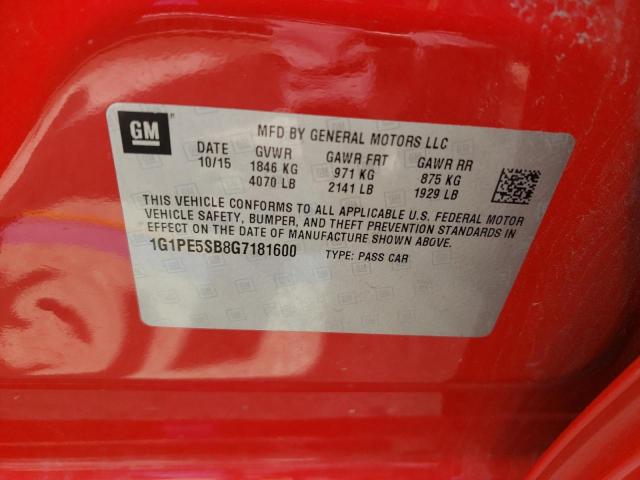 GM
MFD BY GENERAL MOTORS LLC
DATE GVWR GAWR FRT GAWR RR
10/15 1846 KG 971 KG 875 KG
4070 LB 2141 LB 1929 LB
THIS VEHICLE CONFORMS TO ALL APPLICABLE U.S. FEDERAL MOTOR
VEHICLE SAFETY, BUMPER, AND THEFT PREVENTION STANDARDS IN
EFFECT ON THE DATE OF MANUFACTURE SHOWN ABOVE.
1G1PE5SB8G7181600 TYPE: PASS CAR